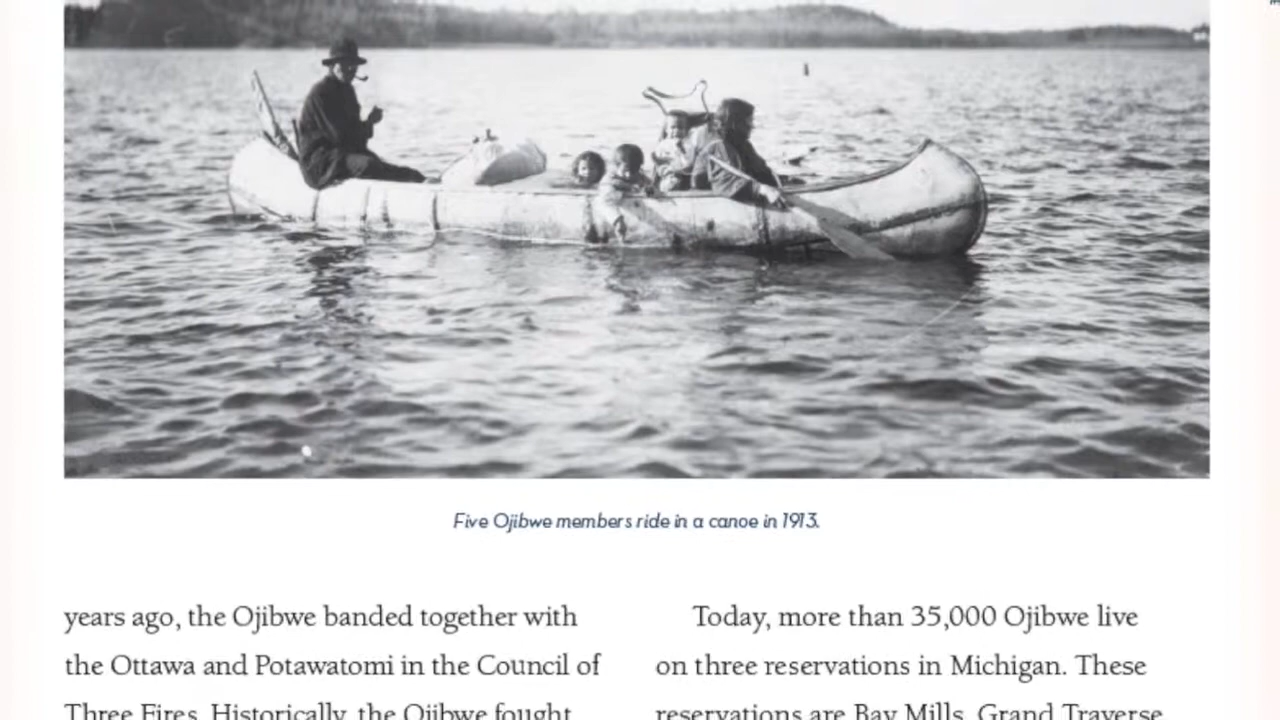 Five Ojibwe members ride in a canoe in 1913.
years ago, the Ojibwe banded together with
the Ottawa and Potawatomi in the Council of
Three Fires. Historically, the Ojibwe fought
Today, more than 35,000 Ojibwe live
on three reservations in Michigan. These
reservations are Bay Mills, Grand Traverse